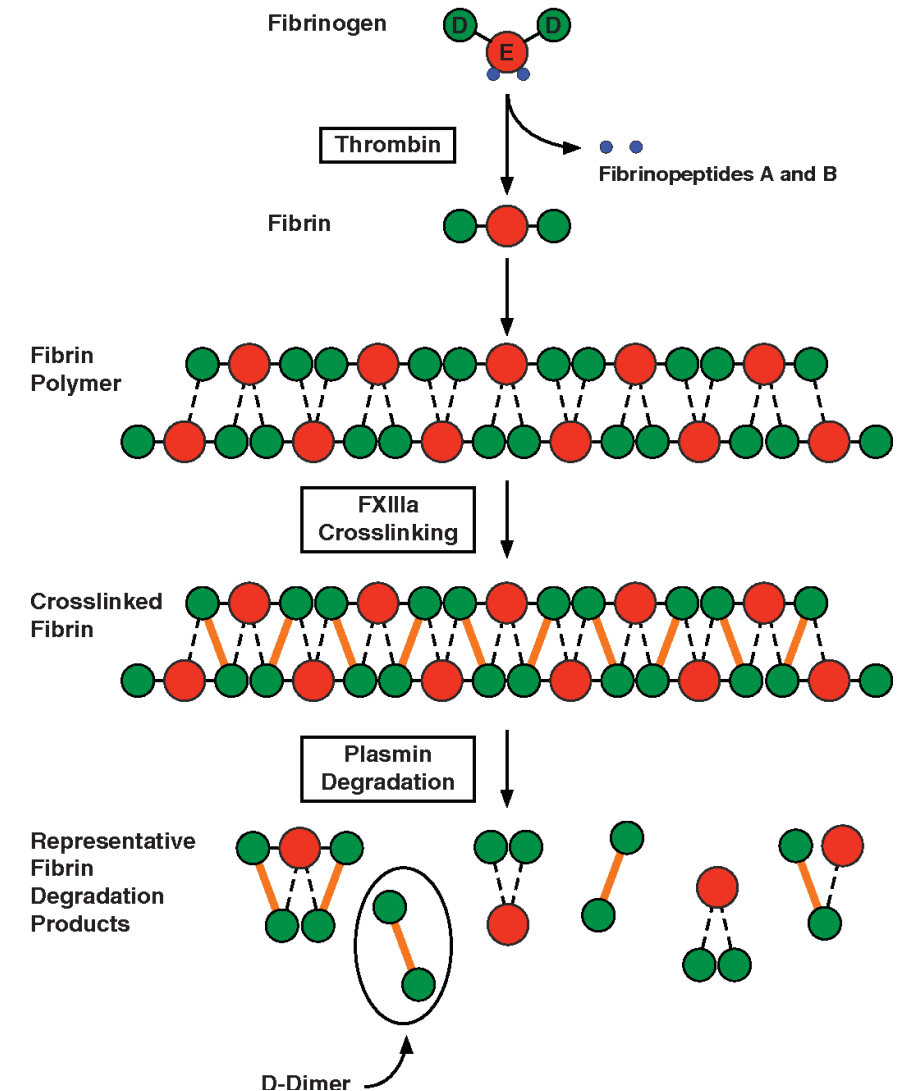 Fibrinogen
D
D
E
Thrombin
Fibrinopeptides A and B
Fibrin
Fibrin
Polymer
FXIIIa
Crosslinking
Crosslinked
Fibrin
Plasmin
Degradation
Representative
Fibrin
Degradation
Products
D-Dimer